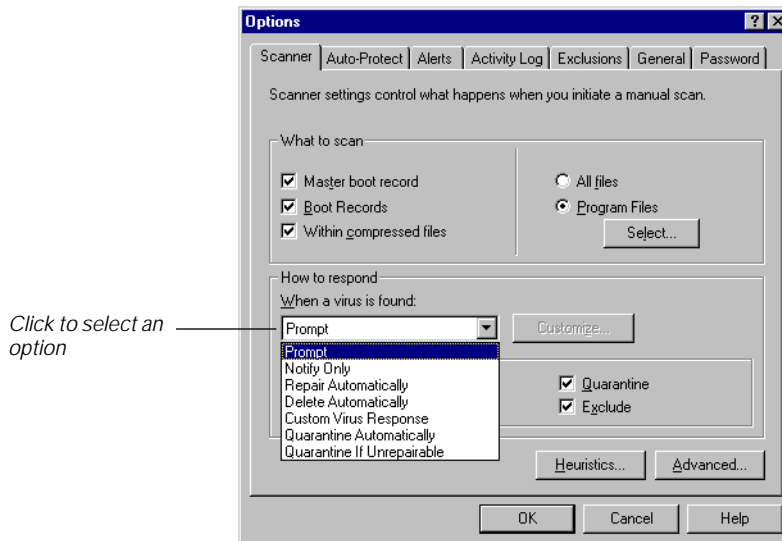 Options
Scanner Auto-Protect Alerts Activity Log Exclusions General Password
Scanner settings control what happens when you initiate a manual scan.
What to scan
Master boot record
Boot Records
Within compressed files
All files
Program Files
Select...
How to respond
When a virus is found:
Click to select an
option
Prompt
Customize...
Prompt
Notify Only
Repair Automatically
Delete Automatically
Custom Virus Response
Quarantine Automatically
Quarantine If Unrepairable
Quarantine
Exclude
Heuristics...
Advanced...
OK
Cancel
Help